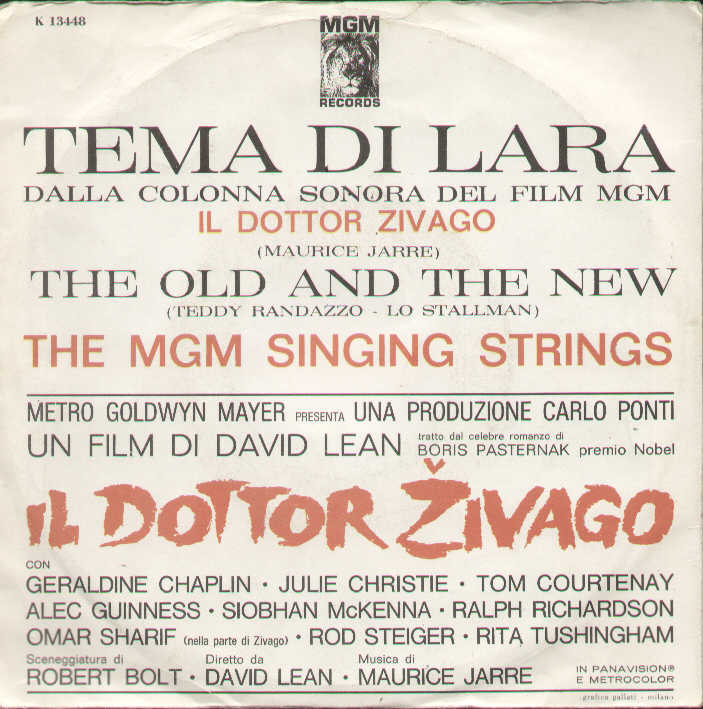 K 13448
MGM
RECORDS
TEMA DI LARA
DALLA COLONNA SONORA DEL FILM MGM
IL DOTTOR ZIVAGO
(MAURICE JARRE)
THE OLD AND THE NEW
(TEDDY RANDAZZO - LO STALLMAN)
THE MGM SINGING STRINGS
METRO GOLDWYN MAYER PRESENTA UNA PRODUZIONE CARLO PONTI
UN FILM DI DAVID LEAN tratto dal celebre romanzo di
BORIS PASTERNAK premio Nobel
IL DOTTOR ŽIVAGO
CON
GERALDINE CHAPLIN · JULIE CHRISTIE · TOM COURTENAY
ALEC GUINNESS · SIOBHAN McKENNA · RALPH RICHARDSON
OMAR SHARIF (nella parte di Zivago) · ROD STEIGER · RITA TUSHINGHAM
Sceneggiatura di Diretto da Musica di
ROBERT BOLT · DAVID LEAN · MAURICE JARRE
IN PANAVISION®
E METROCOLOR
grafica gallati - milano